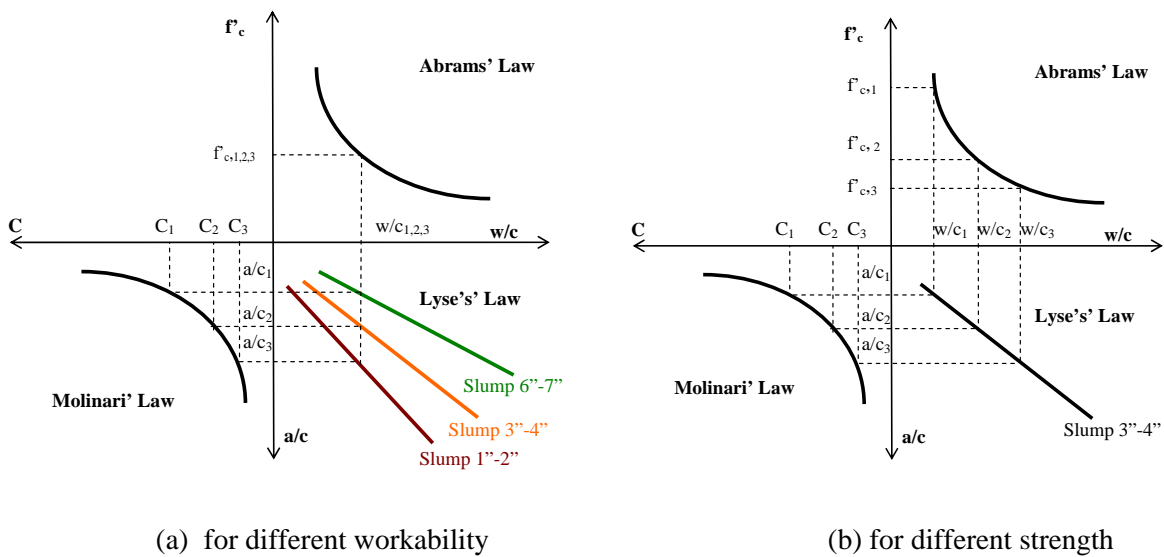 f'c
Abrams' Law
f'c,1,2,3
C
C1
C2
C3
w/c1,2,3
w/c
a/c1
a/c2
a/c3
Lyse's' Law
Molinari' Law
Slump 6”-7”
Slump 3”-4”
Slump 1”-2”
a/c
(a) for different workability
f'c
Abrams' Law
f'c,1
f'c,2
f'c,3
C
C1
C2
C3
w/c1
w/c2
w/c3
w/c
a/c1
a/c2
a/c3
Lyse's' Law
Molinari' Law
Slump 3”-4”
a/c
(b) for different strength